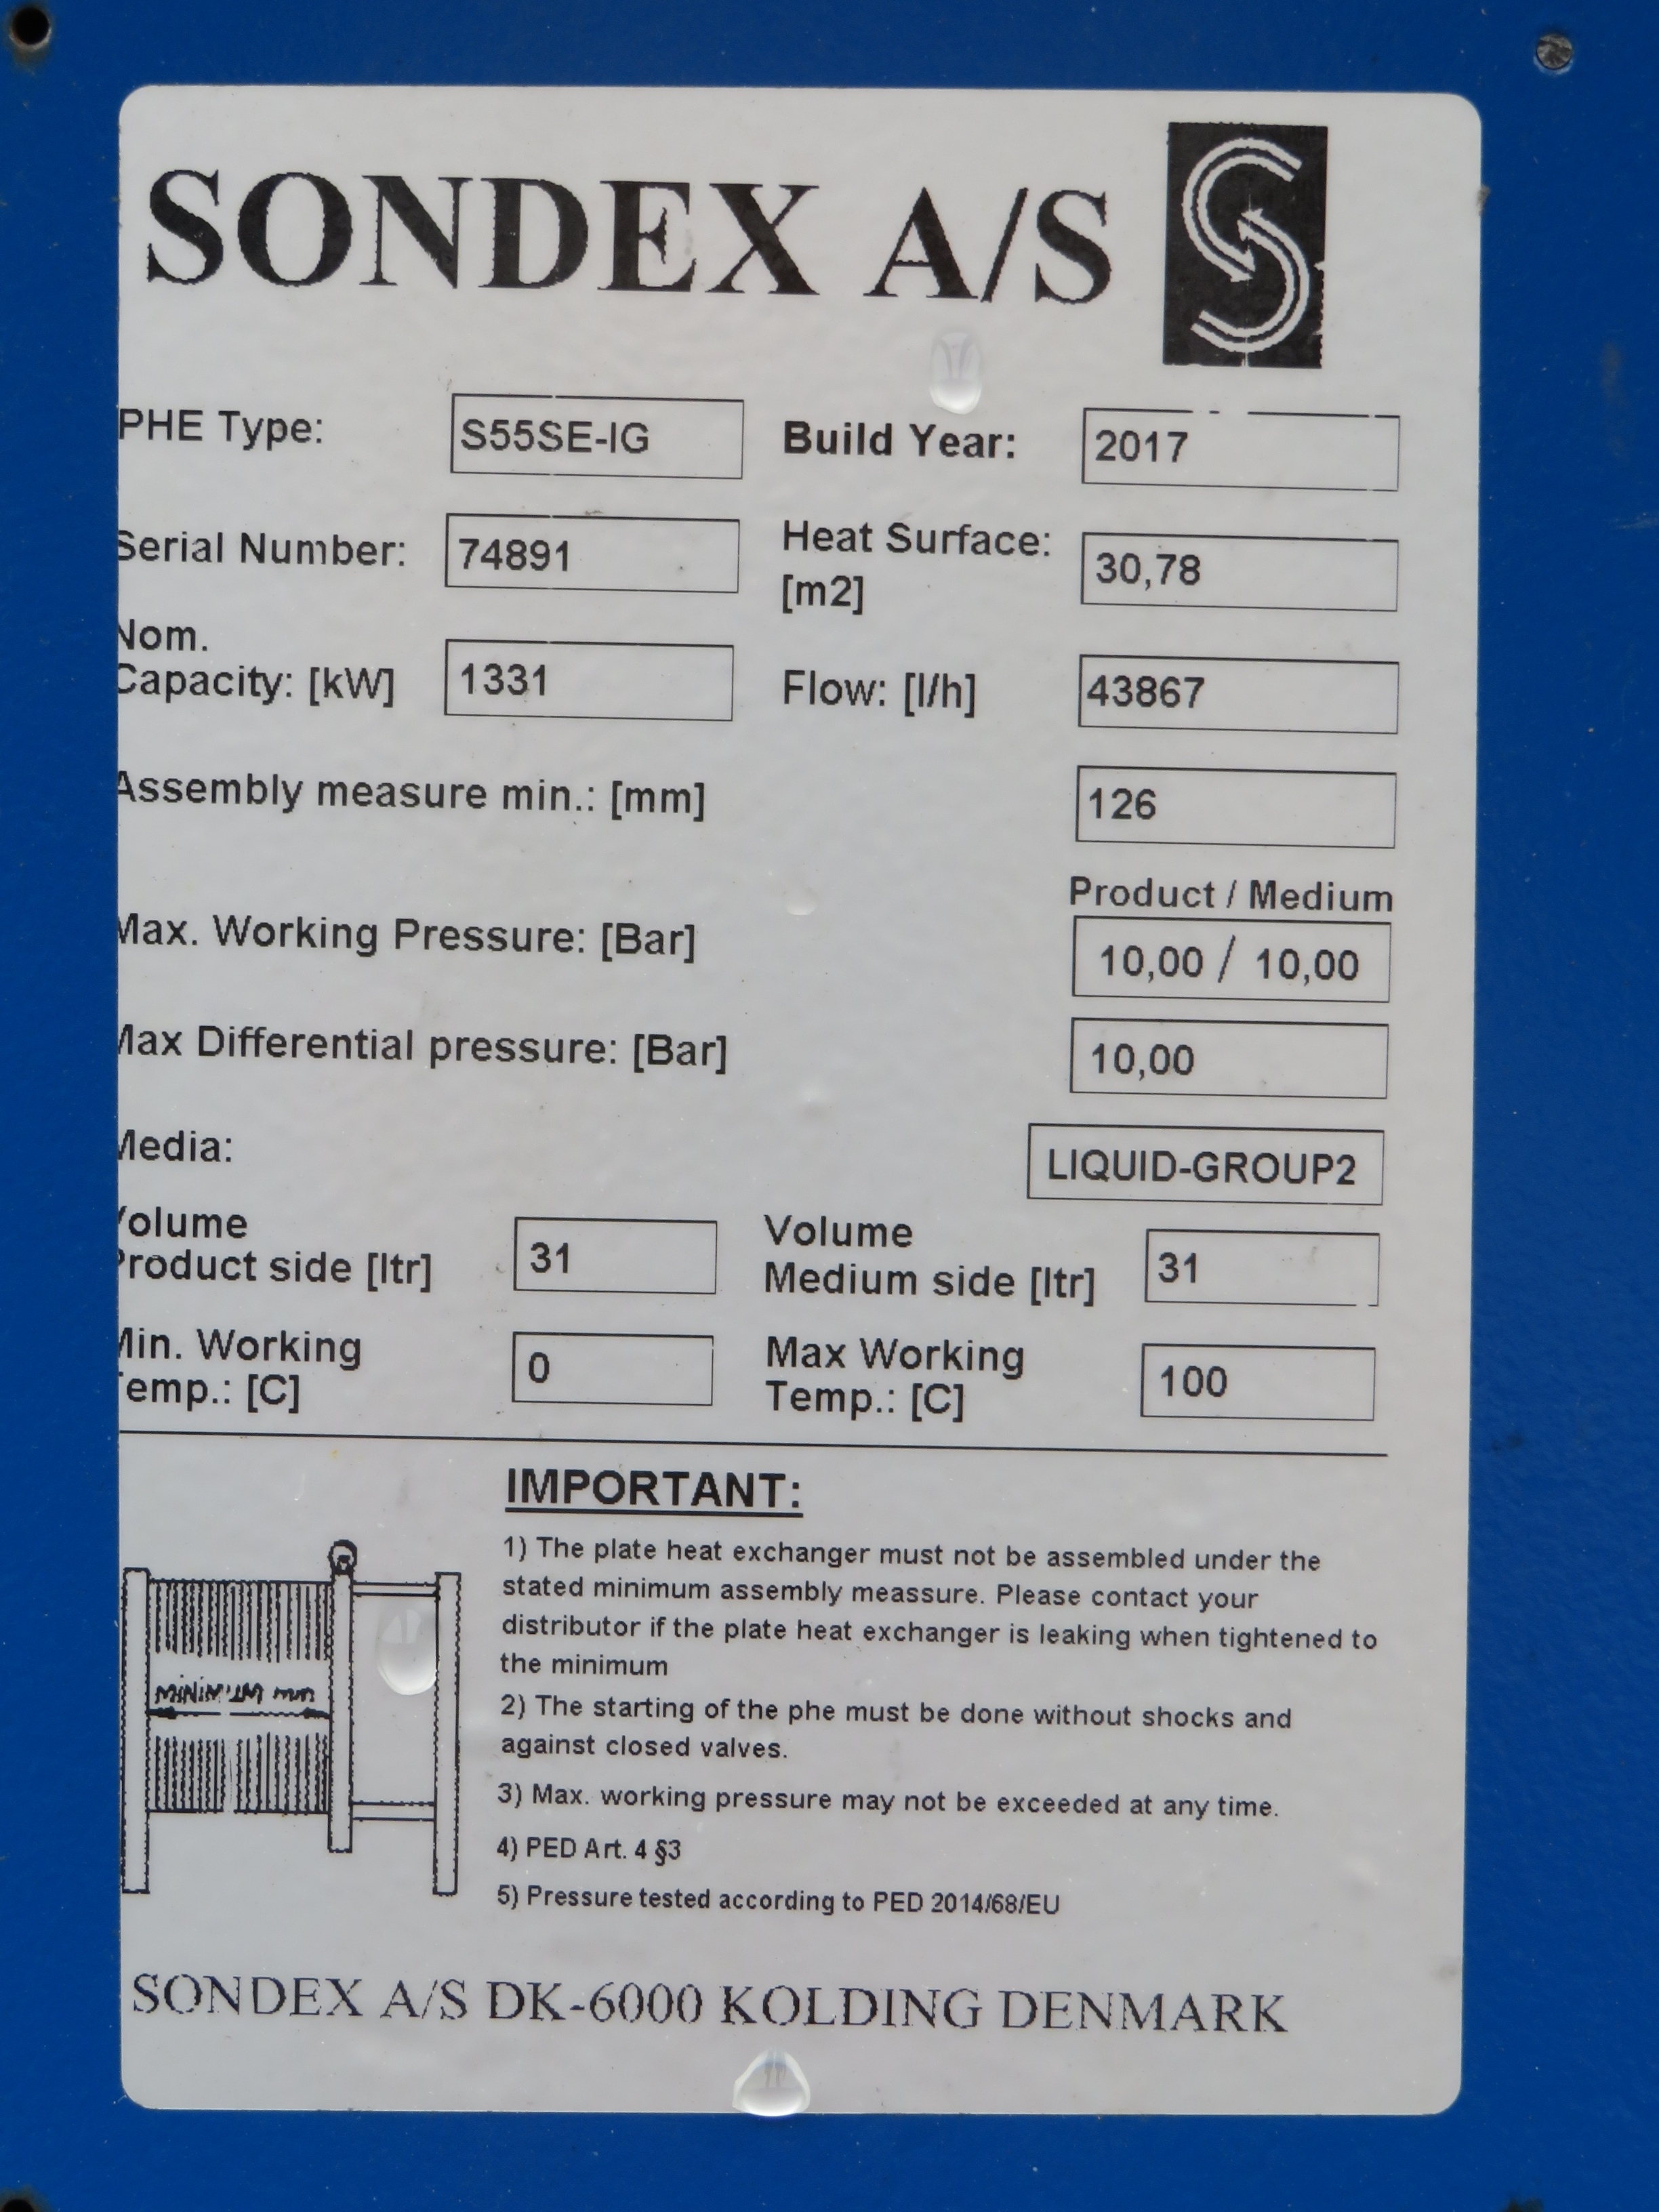 SONDEX A/S
PHE Type: S55SE-IG Build Year: 2017
Serial Number: 74891 Heat Surface: [m2] 30,78
Nom.
Capacity: [kW] 1331 Flow: [l/h] 43867
Assembly measure min.: [mm] 126
Product / Medium
Max. Working Pressure: [Bar] 10,00 / 10,00
Max Differential pressure: [Bar] 10,00
Media: LIQUID-GROUP2
Volume
Product side [ltr] 31 Volume
Medium side [ltr] 31
Min. Working
Temp.: [C] 0 Max Working
Temp.: [C] 100
IMPORTANT:
1) The plate heat exchanger must not be assembled under the
stated minimum assembly meassure. Please contact your
distributor if the plate heat exchanger is leaking when tightened to
the minimum
2) The starting of the phe must be done without shocks and
against closed valves.
3) Max. working pressure may not be exceeded at any time.
4) PED Art. 4 §3
5) Pressure tested according to PED 2014/68/EU
MINIMUM mm
SONDEX A/S DK-6000 KOLDING DENMARK